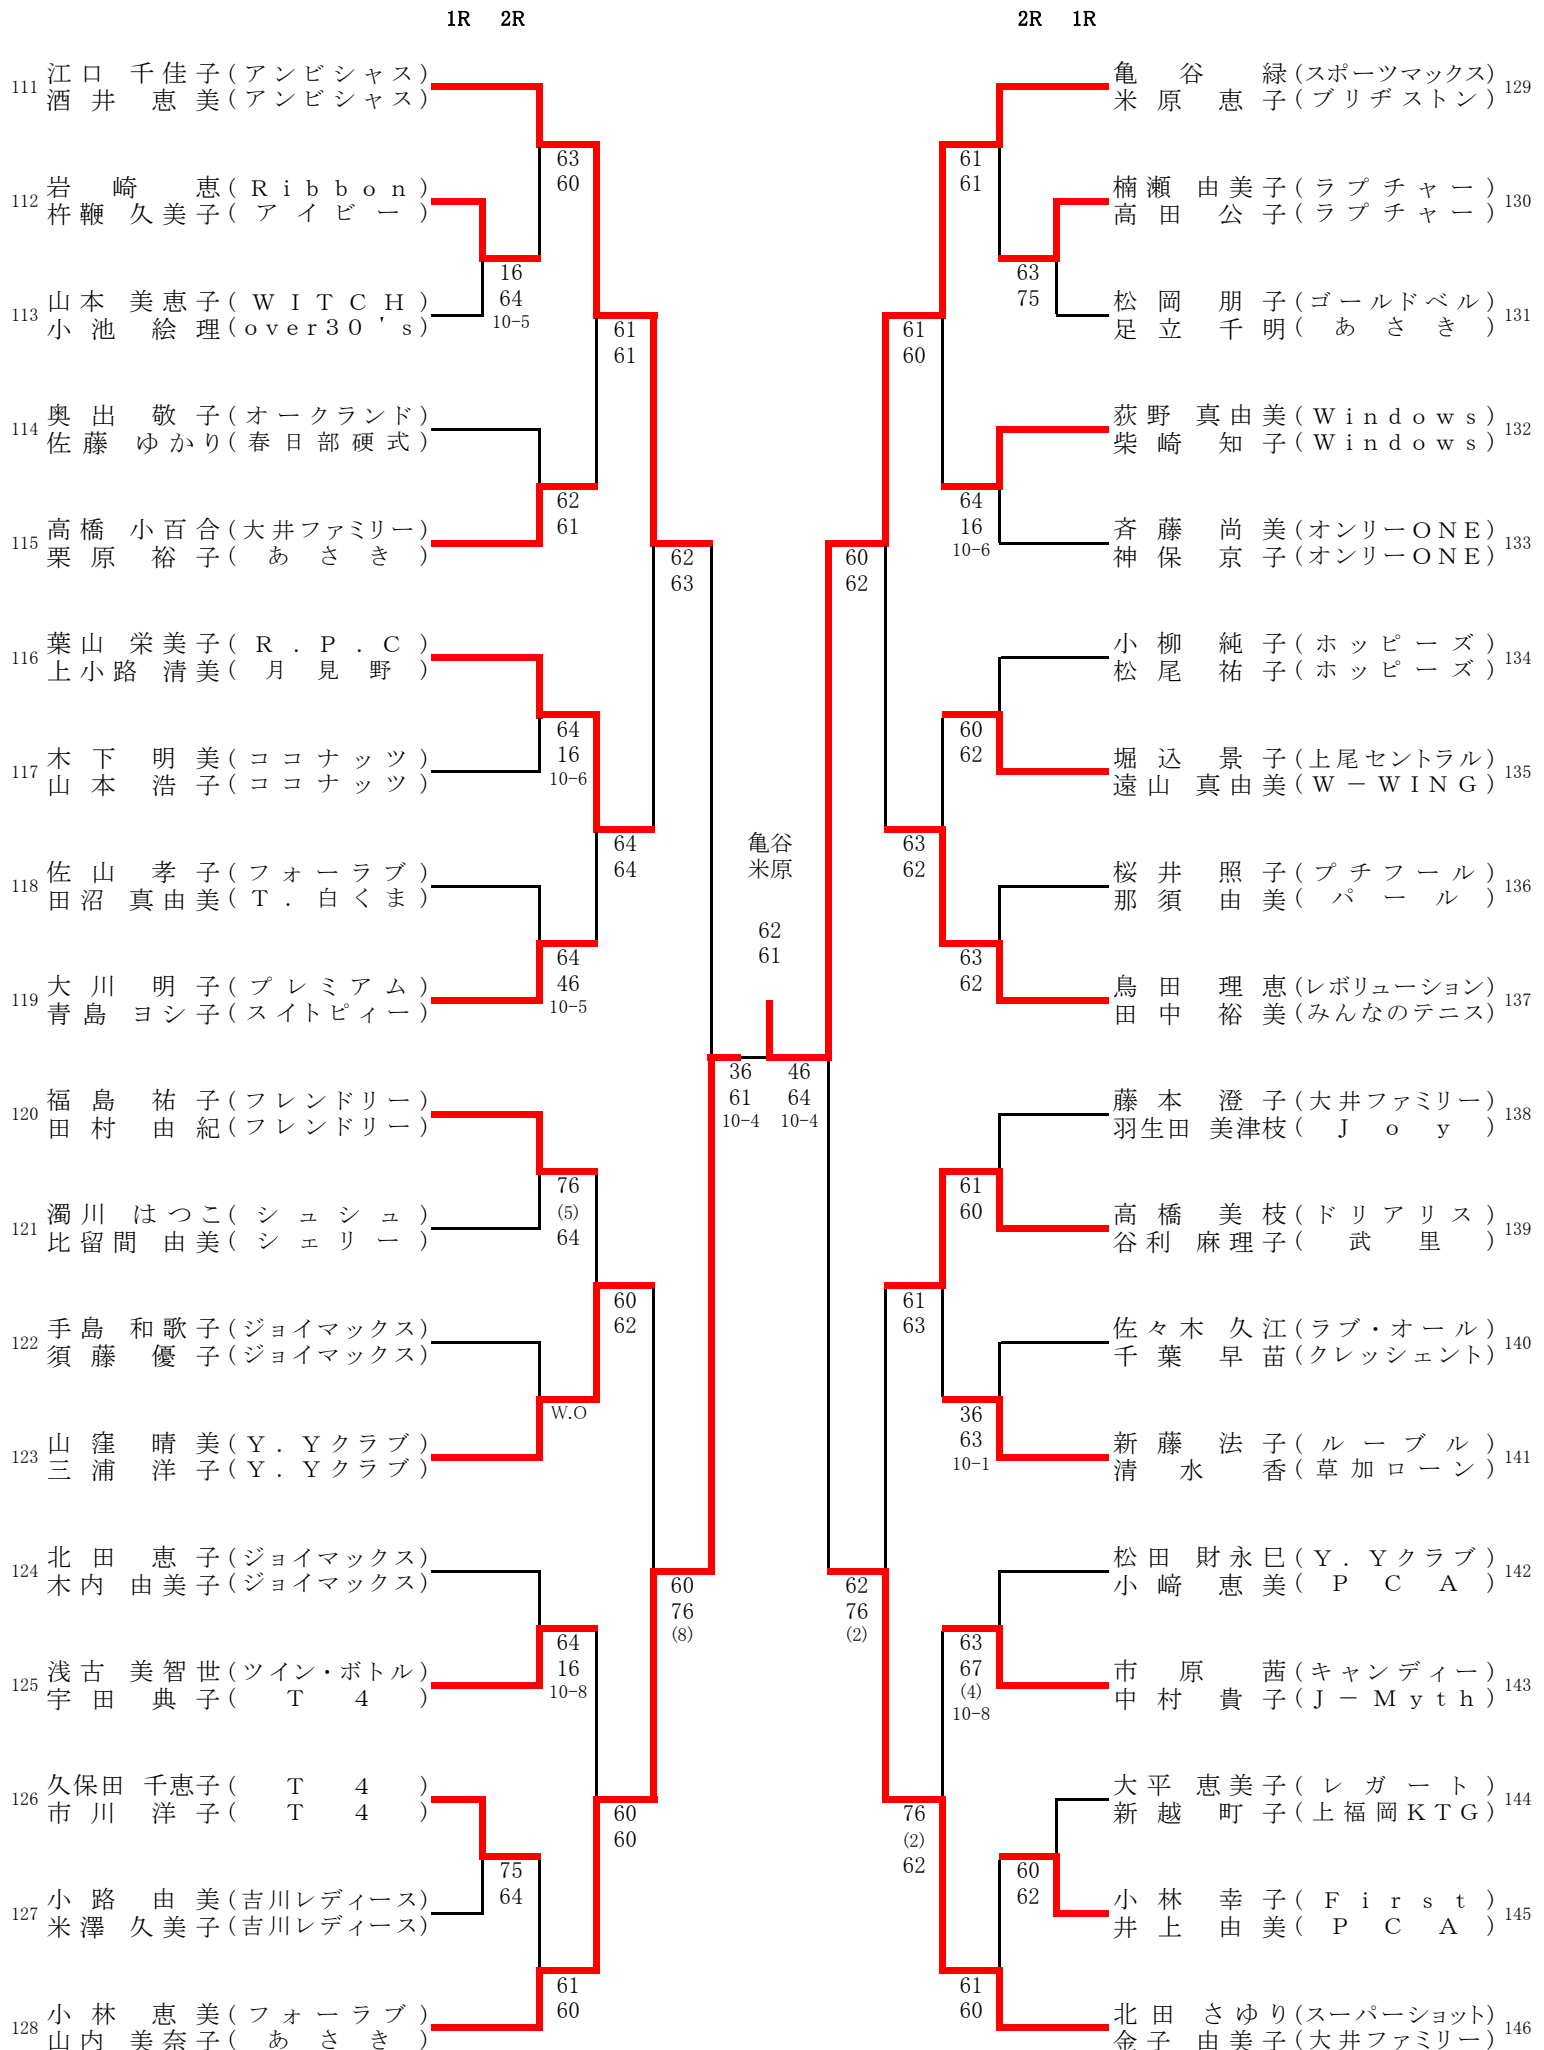 1R 2R
111 江口 千佳子(アンビシャス)
酒井 恵美(アンビシャス)
63
60
112 岩崎 恵(Ribbon)
杵鞭 久美子(アイビー)
16
64
10-5
113 山本 美恵子(WITCH)
小池 絵理(over30's)
61
61
114 奥出 敬子(オークランド)
佐藤 ゆかり(春日部硬式)
62
61
115 高橋 小百合(大井ファミリー)
栗原 裕子(あさき)
62
63
116 葉山 栄美子(R.P.C)
上小路 清美(月見野)
64
16
10-6
117 木下 明美(ココナッツ)
山本 浩子(ココナッツ)
64
64
118 佐山 孝子(フォーラブ)
田沼 真由美(T.白くま)
64
46
10-5
119 大川 明子(プレミアム)
青島 ヨシ子(スイトピィー)
36
61
10-4
120 福島 祐子(フレンドリー)
田村 由紀(フレンドリー)
76
(5)
64
121 濁川 はつこ(シュシュ)
比留間 由美(シェリー)
60
62
122 手島 和歌子(ジョイマックス)
須藤 優子(ジョイマックス)
W.O
123 山窪 晴美(Y.Yクラブ)
三浦 洋子(Y.Yクラブ)
60
76
(8)
124 北田 恵子(ジョイマックス)
木内 由美子(ジョイマックス)
64
16
10-8
125 浅古 美智世(ツイン・ボトル)
宇田 典子(T4)
60
60
126 久保田 千恵子(T4)
市川 洋子(T4)
75
64
127 小路 由美(吉川レディース)
米澤 久美子(吉川レディース)
61
60
128 小林 恵美(フォーラブ)
山内 美奈子(あさき)
亀谷
米原
62
61
2R 1R
亀谷 緑(スポーツマックス) 129
米原 恵子(ブリヂストン)
61
61
楠瀬 由美子(ラプチャー) 130
高田 公子(ラプチャー)
63
75
松岡 朋子(ゴールドベル) 131
足立 千明(あさき)
61
60
荻野 真由美(Windows) 132
柴崎 知子(Windows)
64
16
10-6
斉藤 尚美(オンリーONE) 133
神保 京子(オンリーONE)
60
62
小柳 純子(ホッピーズ) 134
松尾 祐子(ホッピーズ)
60
62
堀込 景子(上尾セントラル) 135
遠山 真由美(W-WING)
63
62
桜井 照子(プチフール) 136
那須 由美(パール)
63
62
鳥田 理恵(レボリューション) 137
田中 裕美(みんなのテニス)
46
64
10-4
藤本 澄子(大井ファミリー) 138
羽生田 美津枝(Joy)
61
60
高橋 美枝(ドリアリス) 139
谷利 麻理子(武里)
61
63
佐々木 久江(ラブ・オール) 140
千葉 早苗(クレッシェント)
36
63
10-1
新藤 法子(ルーブル) 141
清水 香(草加ローン)
62
76
(2)
松田 財永巳(Y.Yクラブ) 142
小﨑 恵美(PCA)
63
67
(4)
10-8
市原 茜(キャンディー) 143
中村 貴子(J-Myth)
76
(2)
62
大平 恵美子(レガート) 144
新越 町子(上福岡KTG)
60
62
小林 幸子(First) 145
井上 由美(PCA)
61
60
北田 さゆり(スーパーショット) 146
金子 由美子(大井ファミリー)